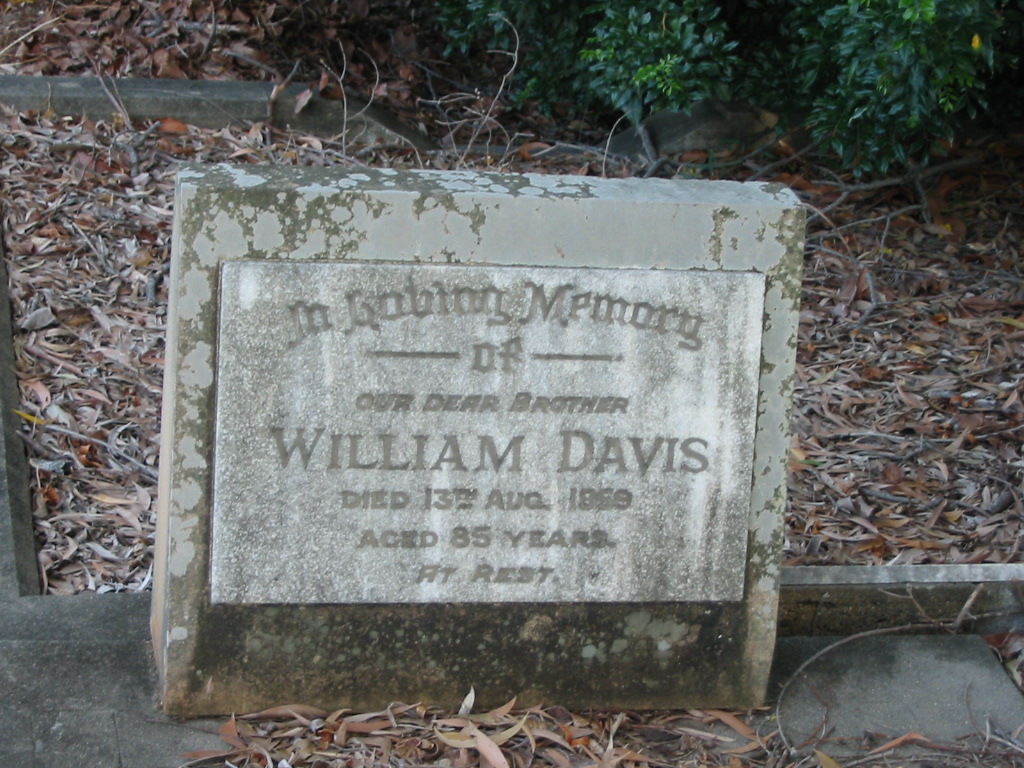 In Loving Memory
of
OUR DEAR BROTHER
WILLIAM DAVIS
DIED 13TH AUG. 1959
AGED 85 YEARS.
AT REST.